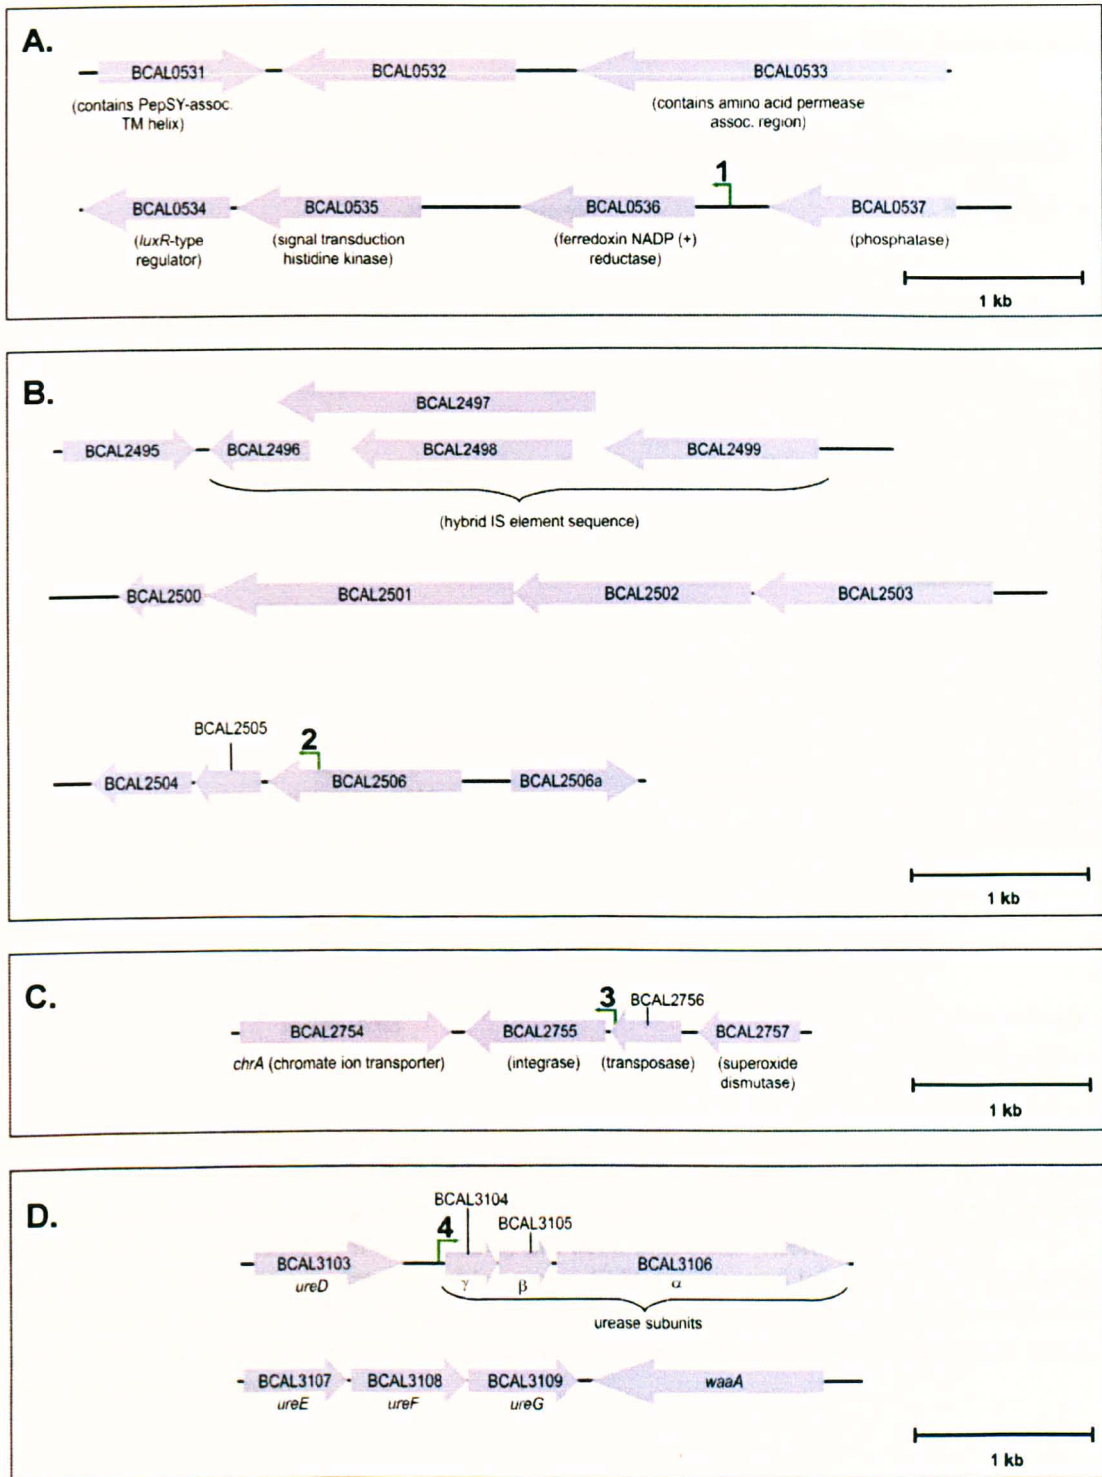 A.
BCAL0531
BCAL0532
BCAL0533
(contains PepSY-assoc.
TM helix)
(contains amino acid permease
assoc. region)
1
BCAL0534
BCAL0535
BCAL0536
BCAL0537
(luxR-type
regulator)
(signal transduction
histidine kinase)
(ferredoxin NADP (+)
reductase)
(phosphalase)
1 kb
B.
BCAL2497
BCAL2495
BCAL2496
BCAL2498
BCAL2499
(hybrid IS element sequence)
BCAL2500
BCAL2501
BCAL2502
BCAL2503
BCAL2505
2
BCAL2504
BCAL2506
BCAL2506a
1 kb
C.
3
BCAL2756
BCAL2754
BCAL2755
BCAL2757
chrA (chromate ion transporter)
(integrase)
(transposase)
(superoxide
dismutase)
1 kb
D.
BCAL3104
4
BCAL3105
BCAL3103
BCAL3106
ureD
γ
β
α
urease subunits
BCAL3107
BCAL3108
BCAL3109
waaA
ureE
ureF
ureG
1 kb